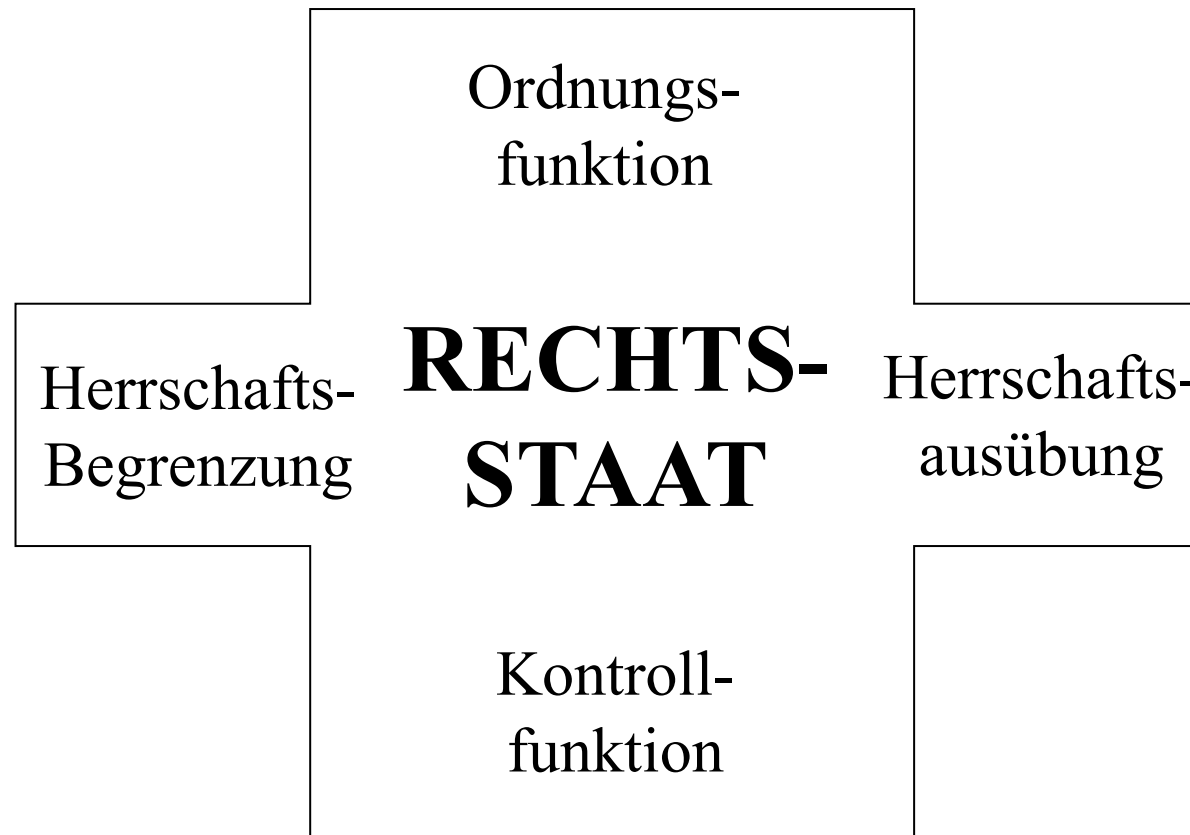 Ordnungs-
funktion
Herrschafts-
Begrenzung
RECHTS-
STAAT
Herrschafts-
ausübung
Kontroll-
funktion